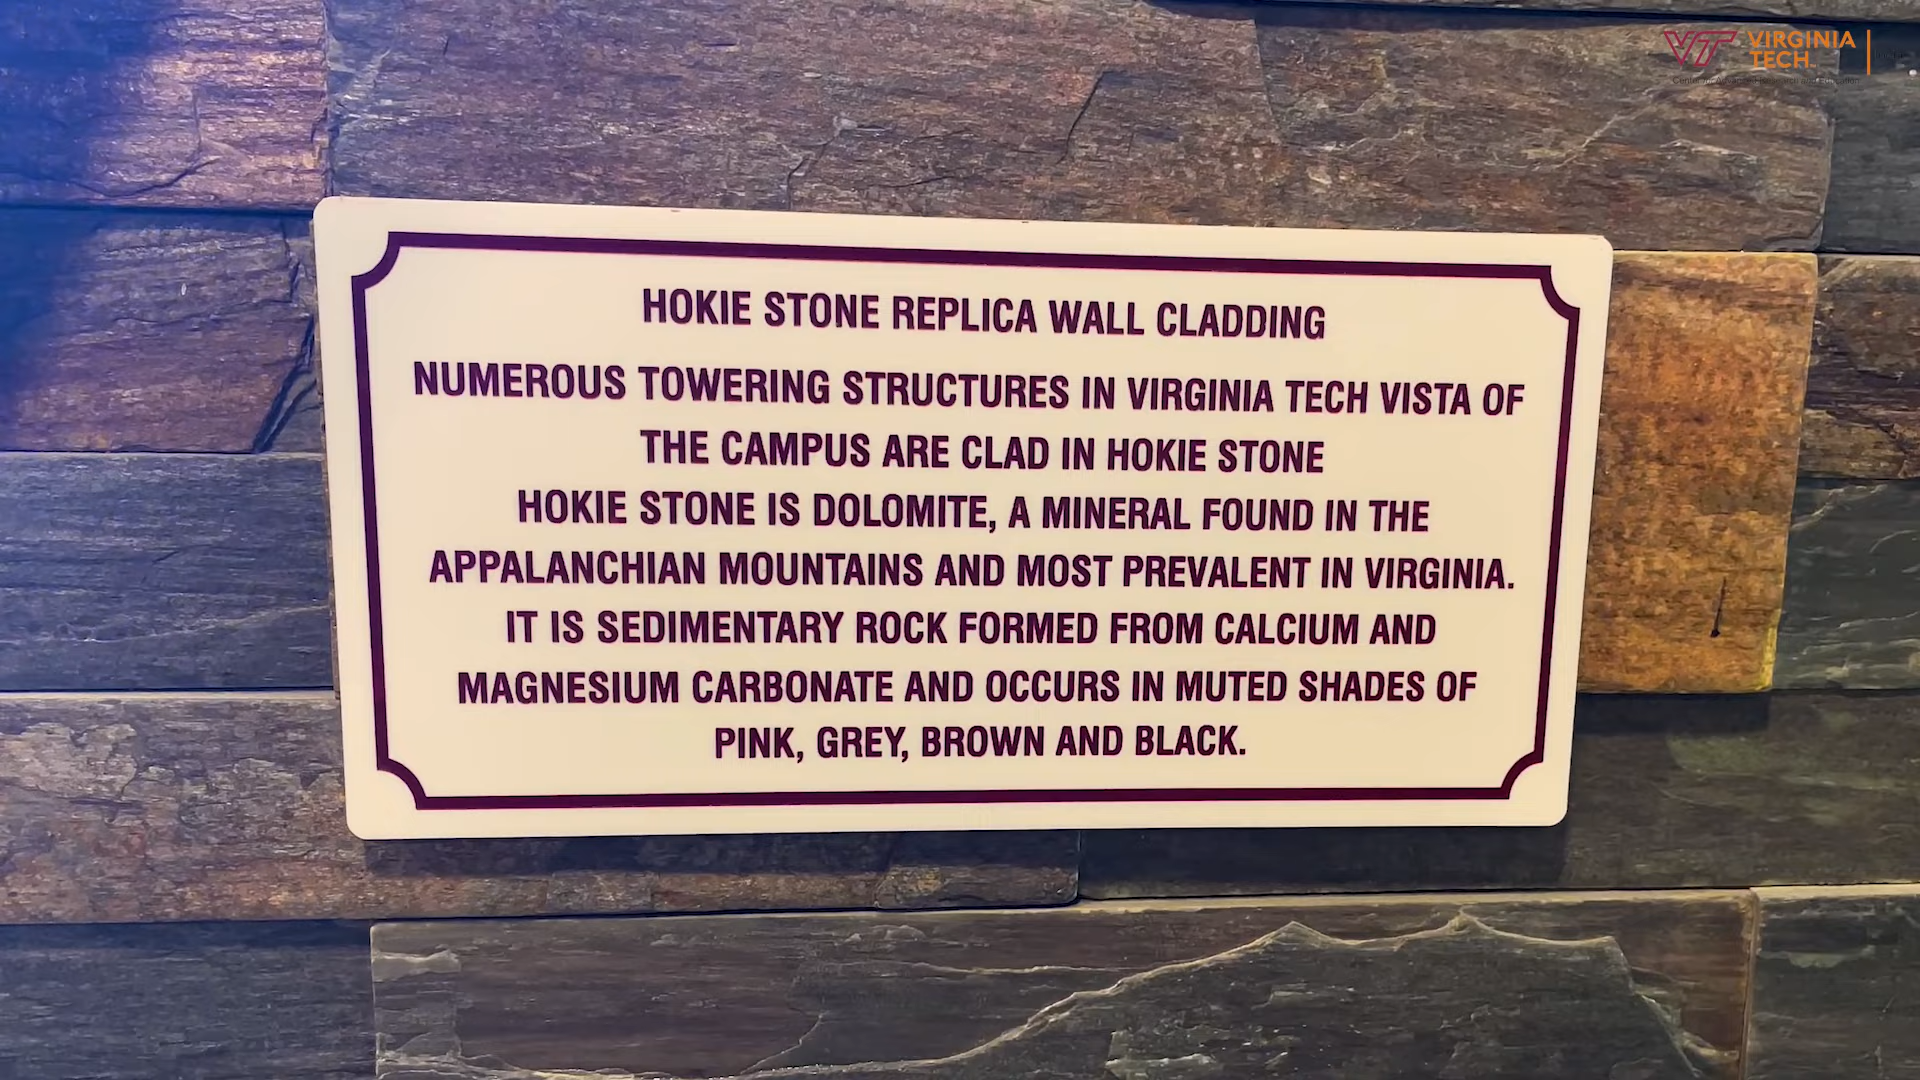 VT VIRGINIA
TECH
HOKIE STONE REPLICA WALL CLADDING
NUMEROUS TOWERING STRUCTURES IN VIRGINIA TECH VISTA OF
THE CAMPUS ARE CLAD IN HOKIE STONE
HOKIE STONE IS DOLOMITE, A MINERAL FOUND IN THE
APPALANCHIAN MOUNTAINS AND MOST PREVALENT IN VIRGINIA.
IT IS SEDIMENTARY ROCK FORMED FROM CALCIUM AND
MAGNESIUM CARBONATE AND OCCURS IN MUTED SHADES OF
PINK, GREY, BROWN AND BLACK.